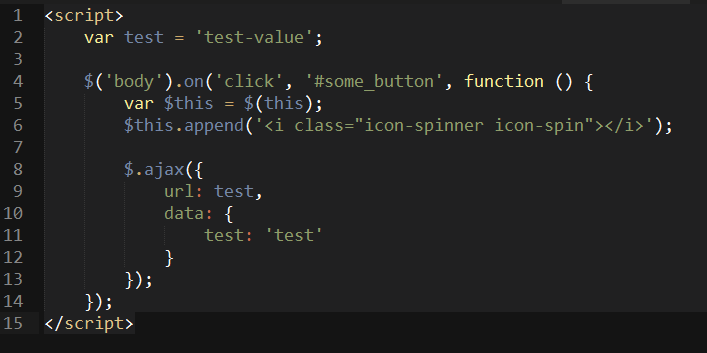 1 <script>
2     var test = 'test-value';
3
4     $('body').on('click', '#some_button', function () {
5         var $this = $(this);
6         $this.append('<i class="icon-spinner icon-spin"></i>');
7
8         $.ajax({
9             url: test,
10             data: {
11                 test: 'test'
12             }
13         });
14     });
15 </script>